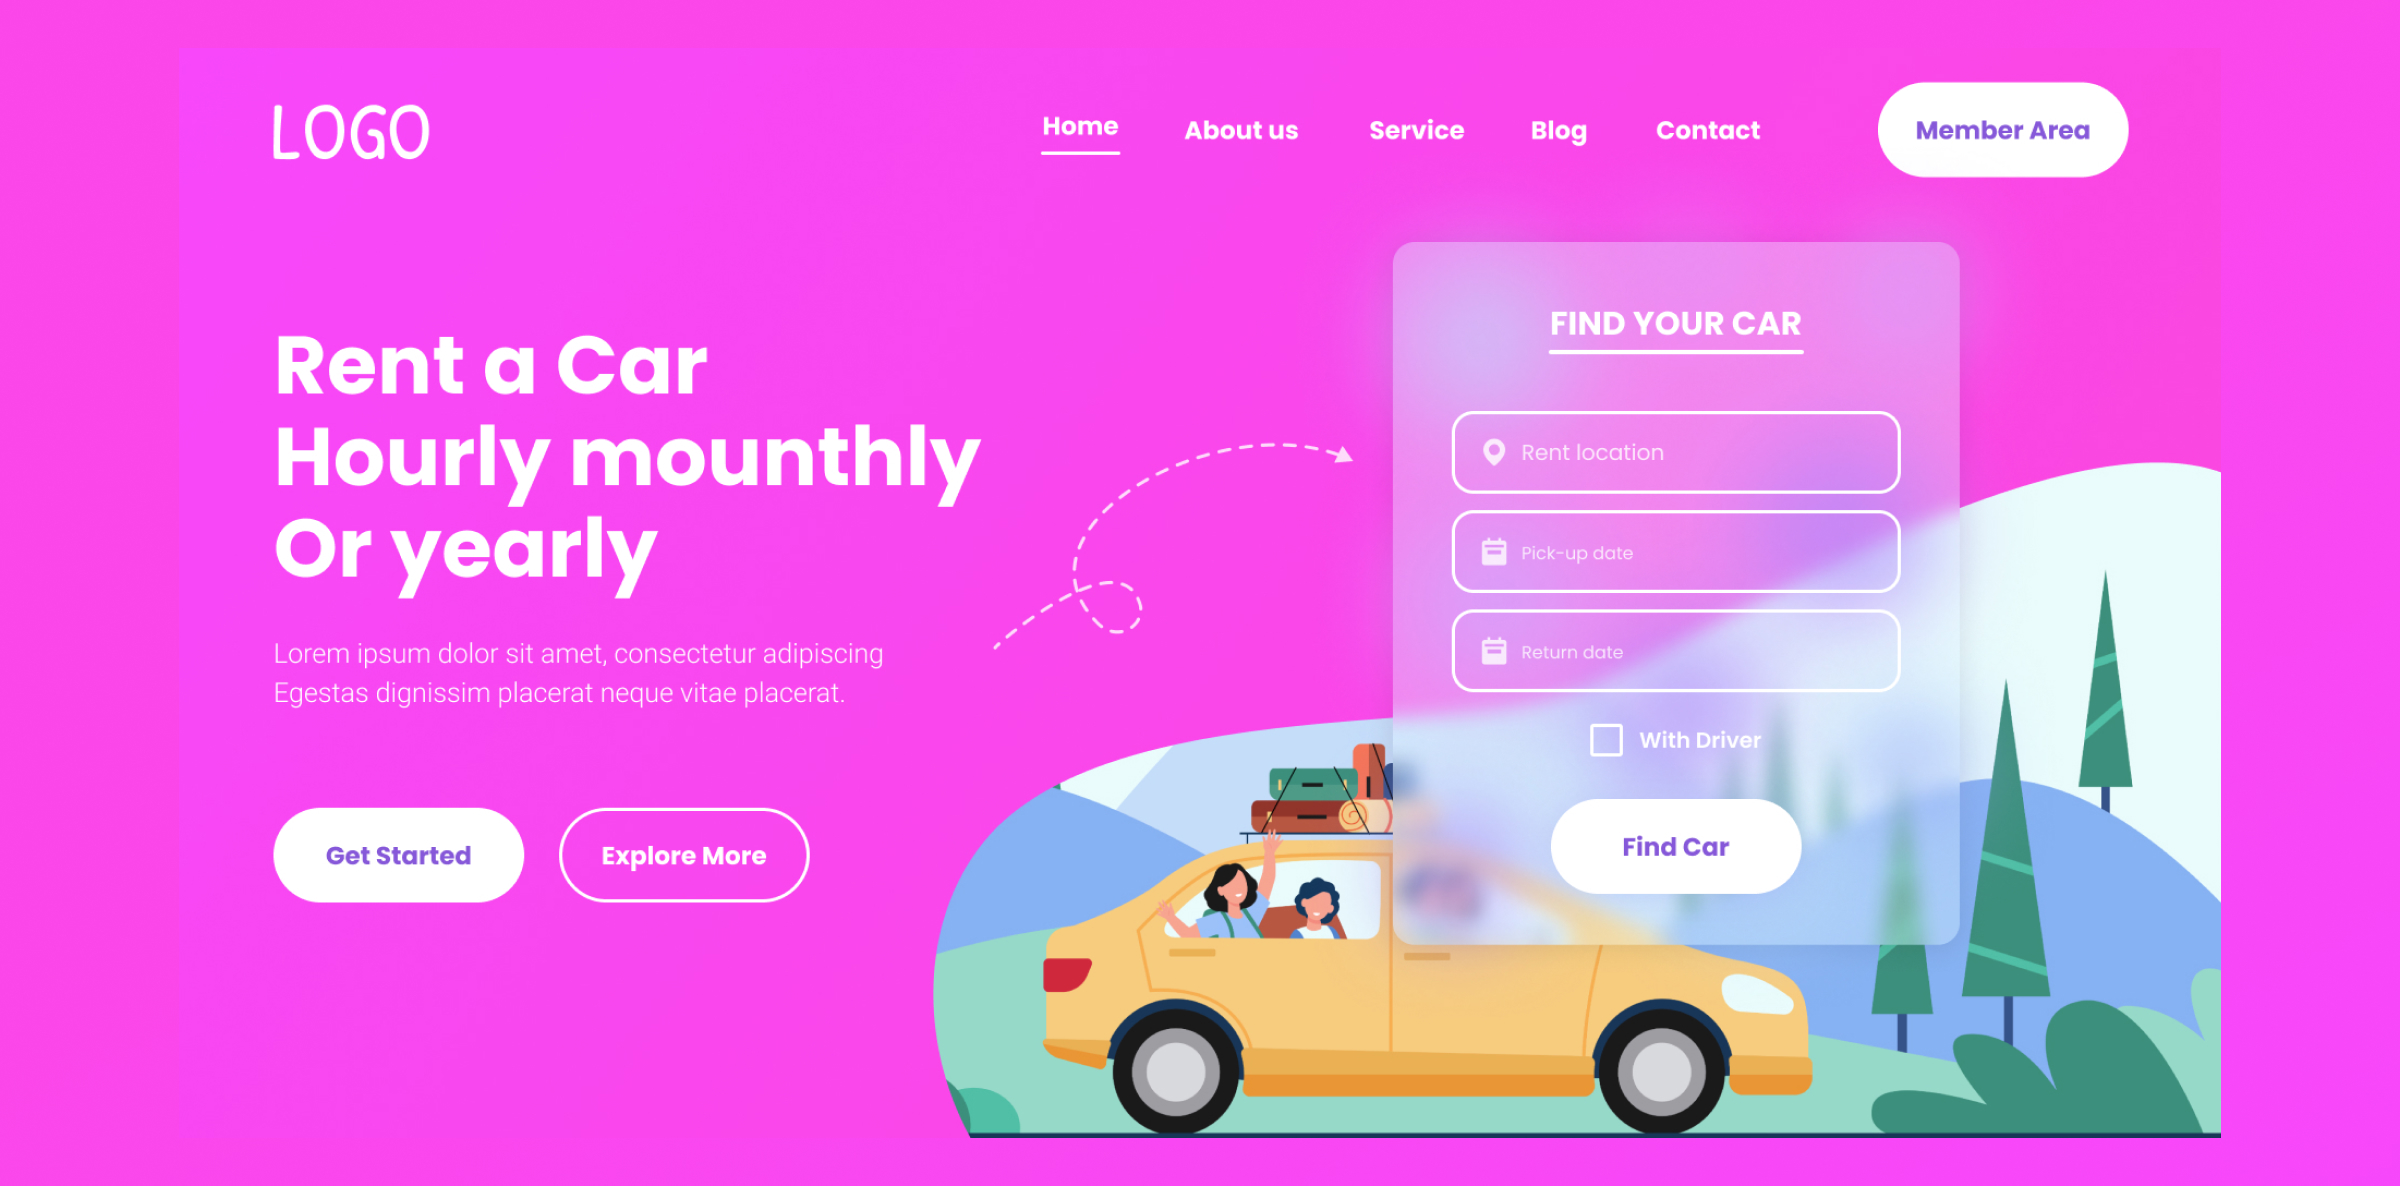 LOGO
Home
About us
Service
Blog
Contact
Member Area
Rent a Car
Hourly mounthly
Or yearly
Lorem ipsum dolor sit amet, consectetur adipiscing
Egestas dignissim placerat neque vitae placerat.
Get Started
Explore More
FIND YOUR CAR
Rent location
Pick-up date
Return date
With Driver
Find Car